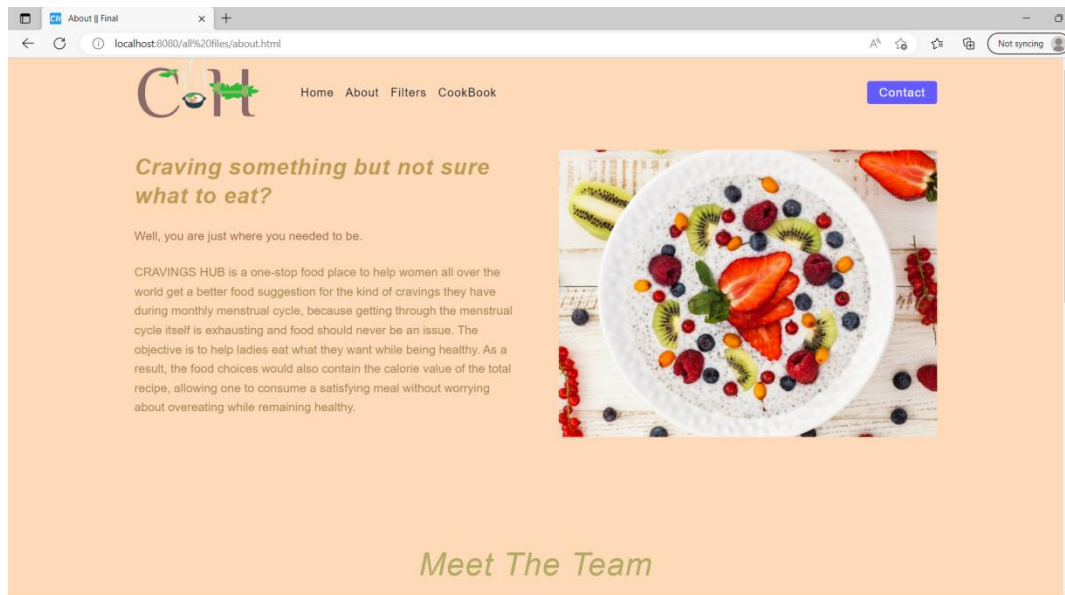 CH About || Final
localhost:8080/all%20files/about.html
Not syncing
C H
Home About Filters CookBook
Contact
Craving something but not sure
what to eat?
Well, you are just where you needed to be.
CRAVINGS HUB is a one-stop food place to help women all over the
world get a better food suggestion for the kind of cravings they have
during monthly menstrual cycle, because getting through the menstrual
cycle itself is exhausting and food should never be an issue. The
objective is to help ladies eat what they want while being healthy. As a
result, the food choices would also contain the calorie value of the total
recipe, allowing one to consume a satisfying meal without worrying
about overeating while remaining healthy.
Meet The Team